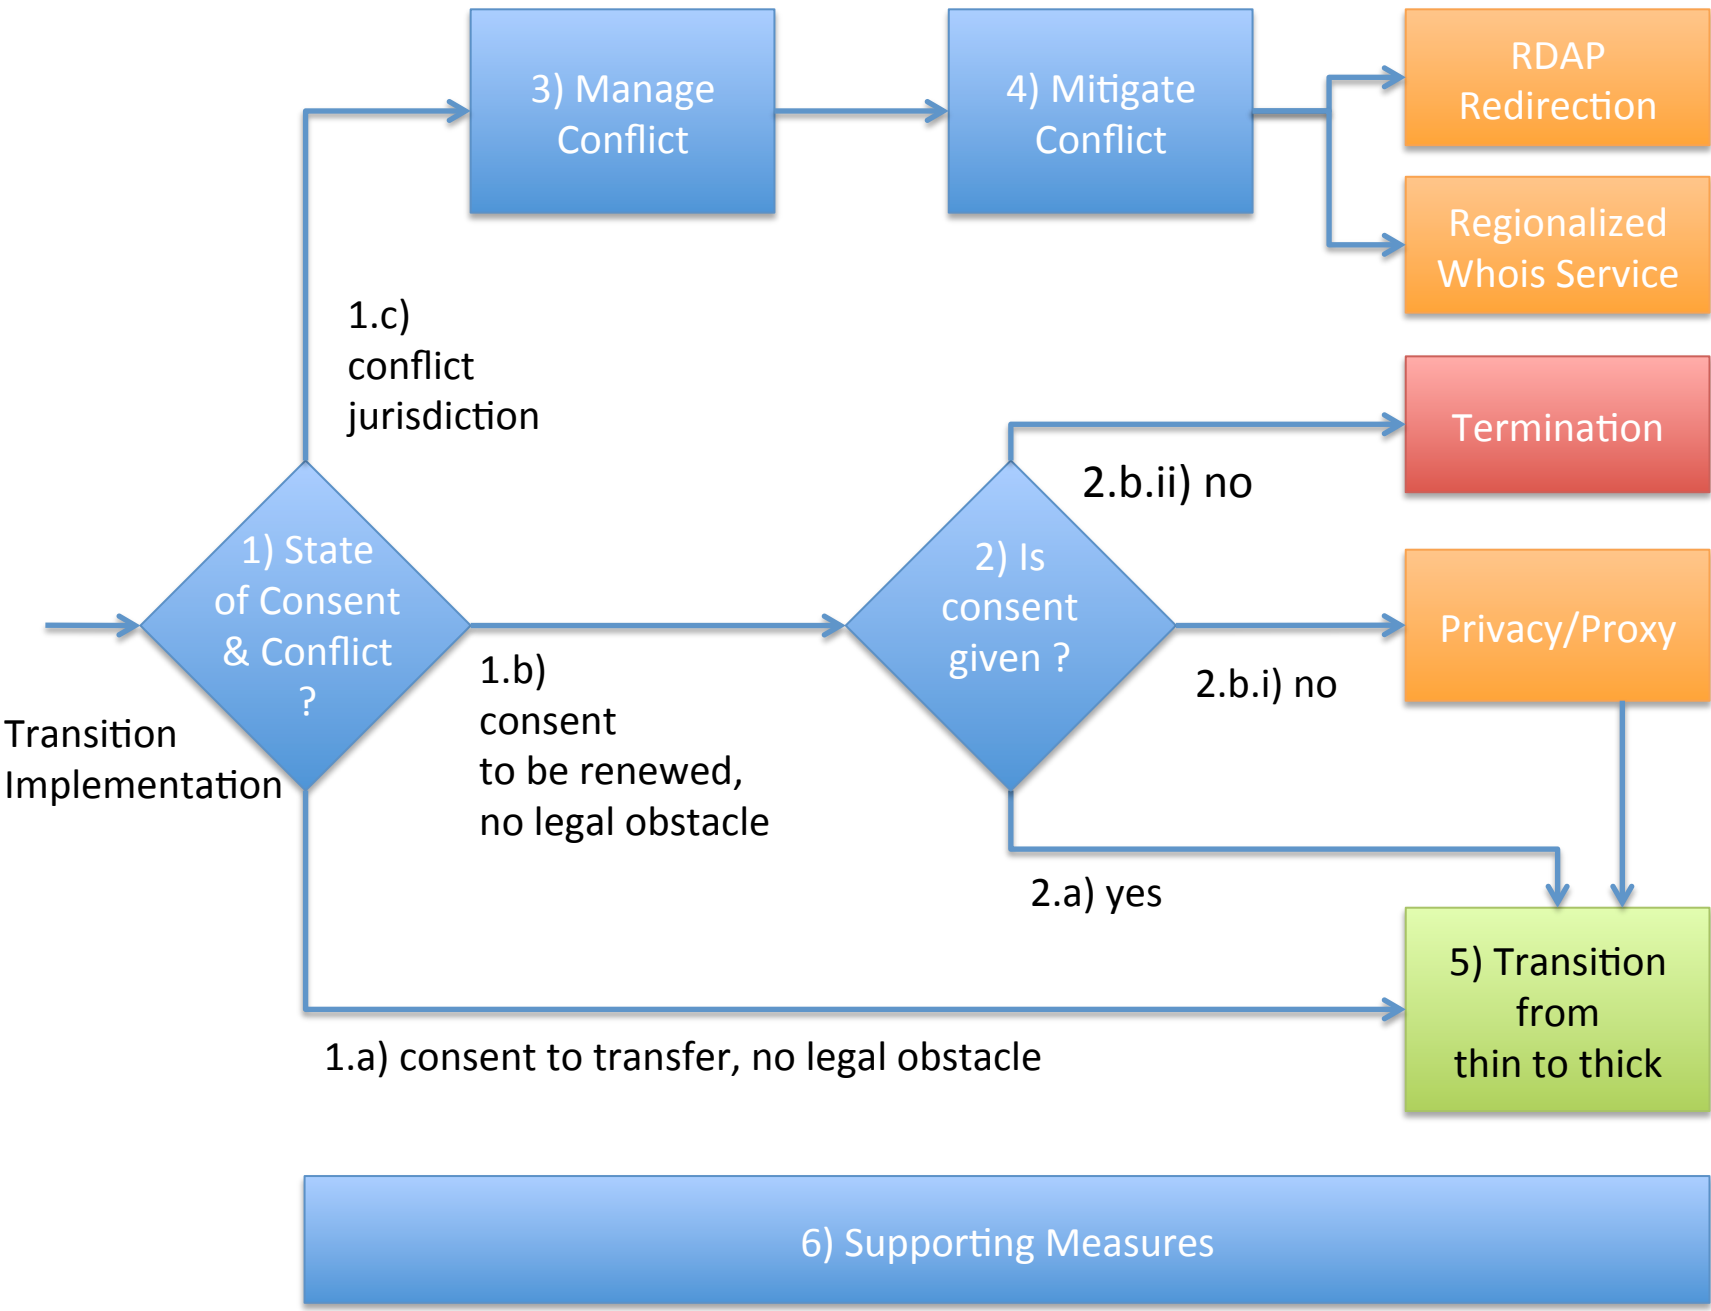 3) Manage
Conflict
4) Mitigate
Conflict
RDAP
Redirection
Regionalized
Whois Service
1.c)
conflict
jurisdiction
Termination
2.b.ii) no
1) State
of Consent
& Conflict
?
2) Is
consent
given ?
Privacy/Proxy
1.b)
consent
to be renewed,
no legal obstacle
2.b.i) no
Transition
Implementation
2.a) yes
5) Transition
from
thin to thick
1.a) consent to transfer, no legal obstacle
6) Supporting Measures